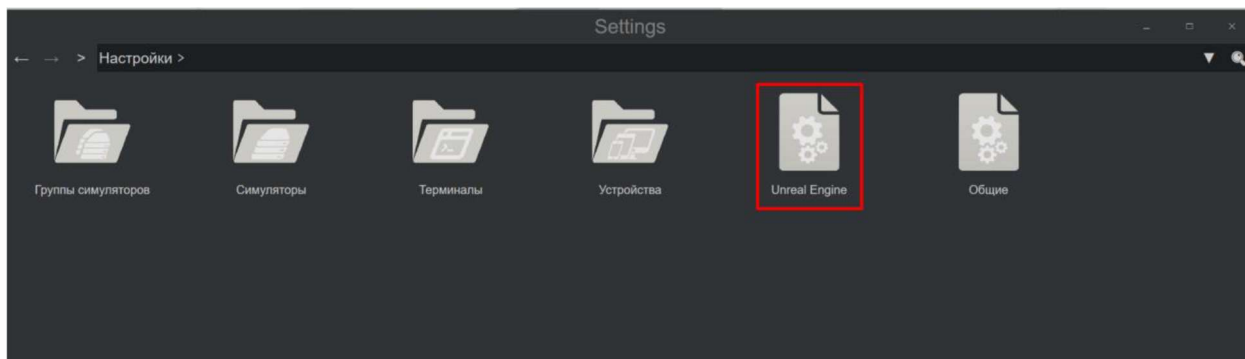 Settings
> Настройки >
Группы симуляторов
Симуляторы
Терминалы
Устройства
Unreal Engine
Общие